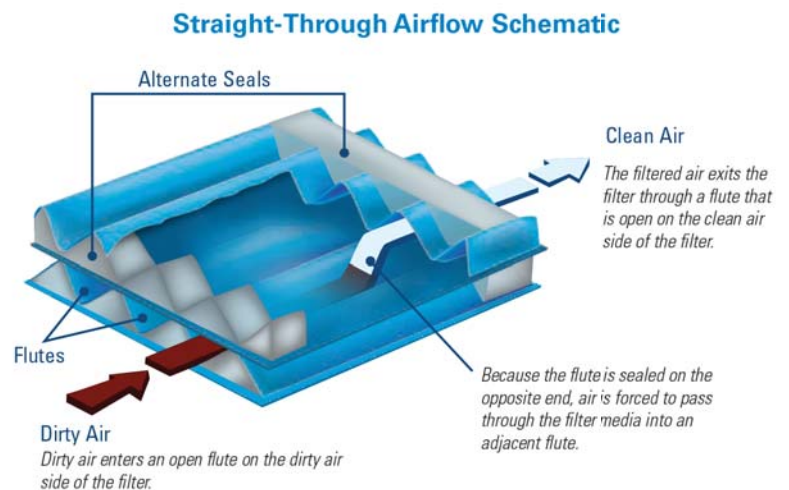 Straight-Through Airflow Schematic
Alternate Seals
Clean Air
The filtered air exits the
filter through a flute that
is open on the clean air
side of the filter.
Flutes
Because the flute is sealed on the
opposite end, air is forced to pass
through the filter media into an
adjacent flute.
Dirty Air
Dirty air enters an open flute on the dirty air
side of the filter.